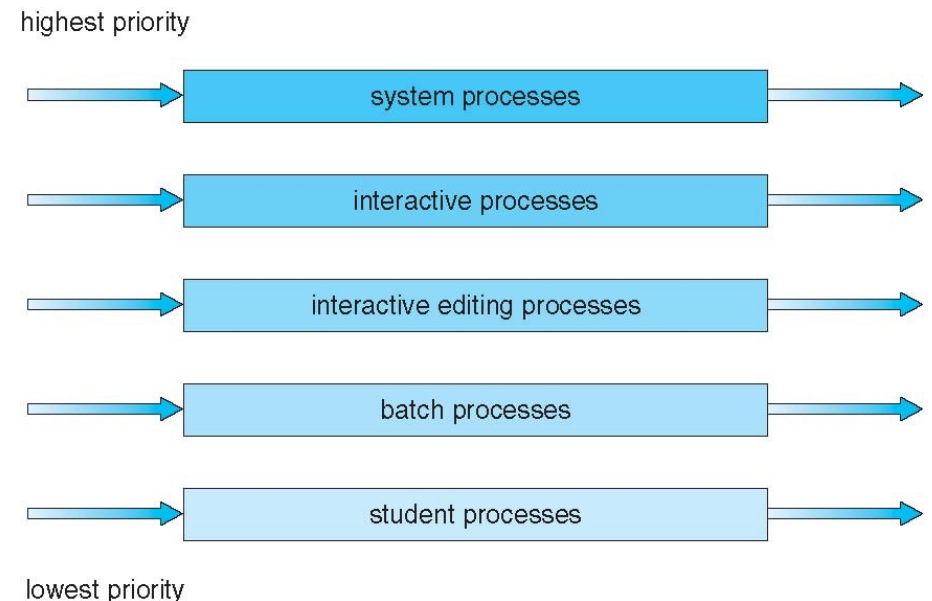 highest priority
system processes
interactive processes
interactive editing processes
batch processes
student processes
lowest priority